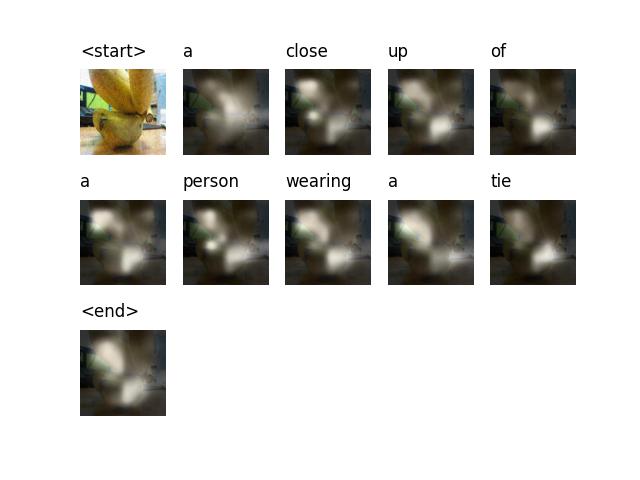 <start> a close up of
a person wearing a tie
<end>